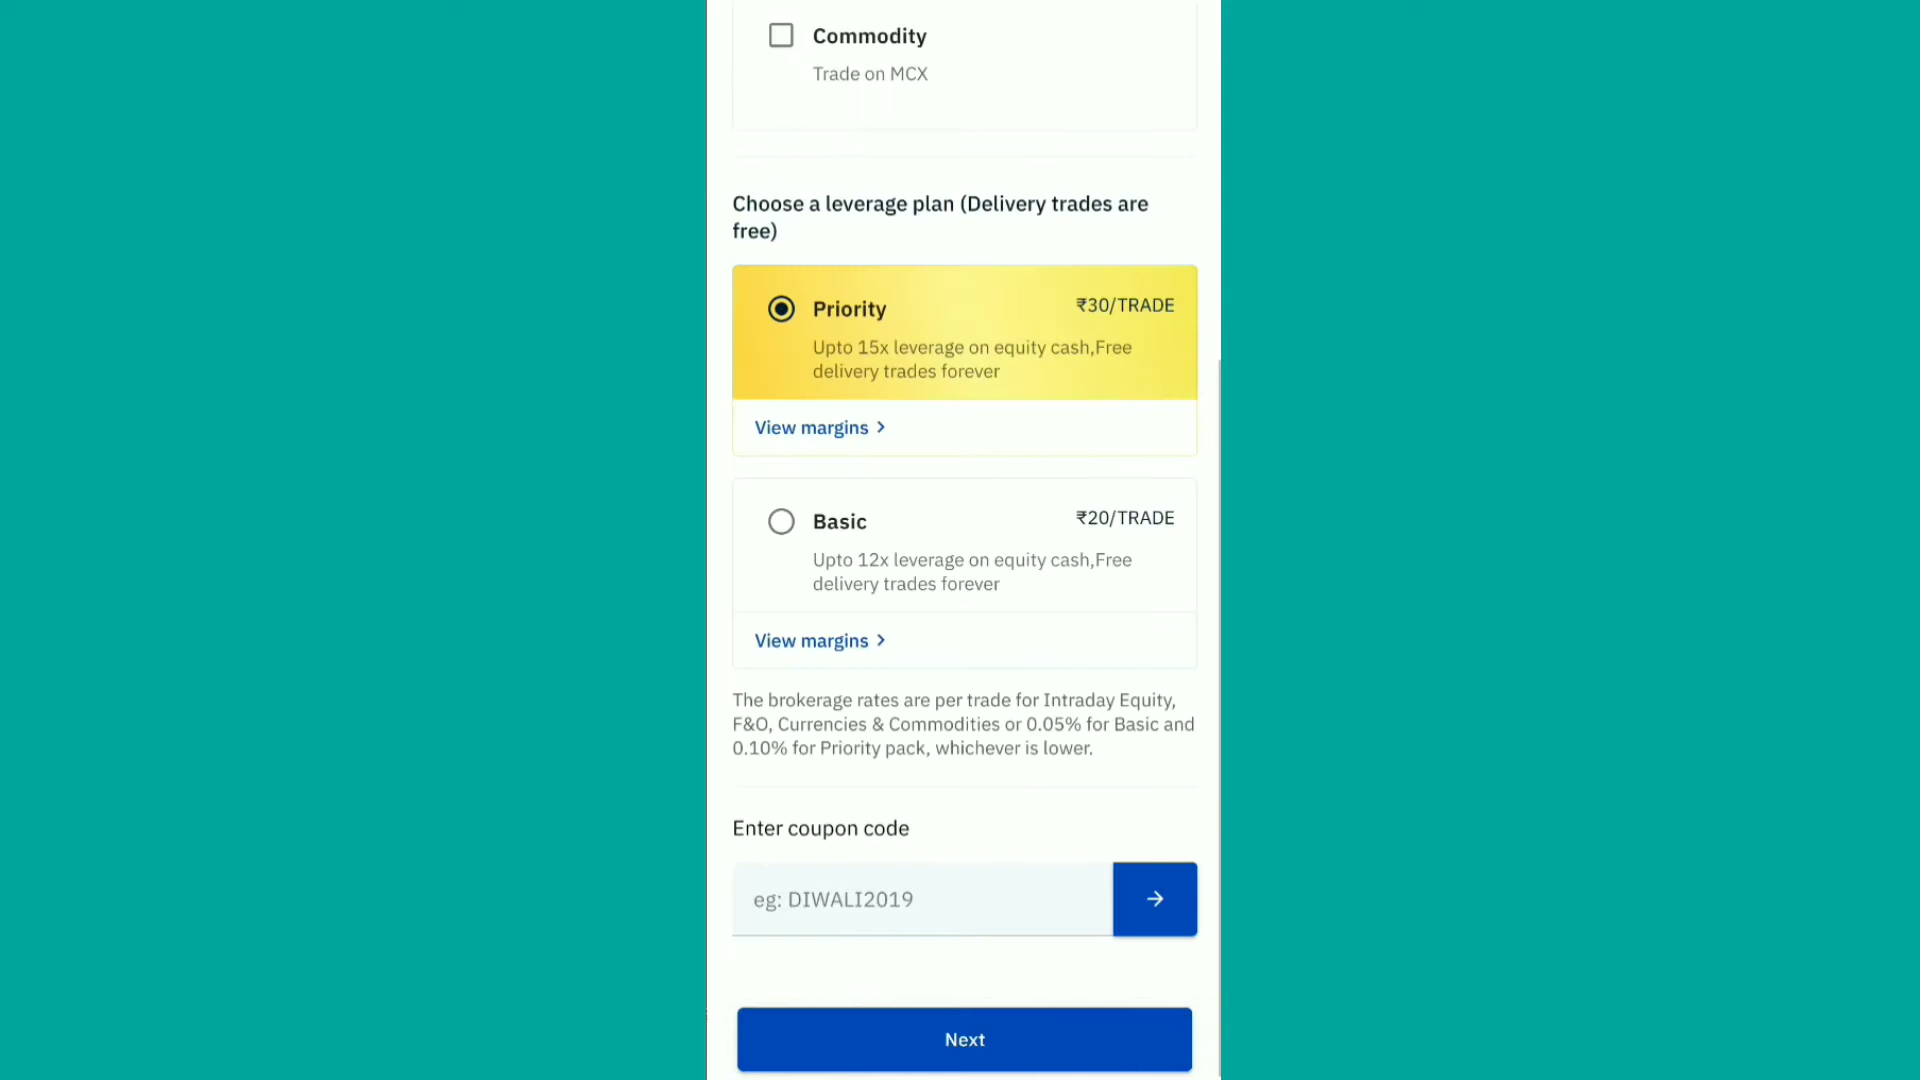 Commodity
Trade on MCX
Choose a leverage plan (Delivery trades are
free)
Priority
₹30/TRADE
Upto 15x leverage on equity cash,Free
delivery trades forever
View margins
Basic
₹20/TRADE
Upto 12x leverage on equity cash,Free
delivery trades forever
View margins
The brokerage rates are per trade for Intraday Equity,
F&O, Currencies & Commodities or 0.05% for Basic and
0.10% for Priority pack, whichever is lower.
Enter coupon code
eg: DIWALI2019
Next